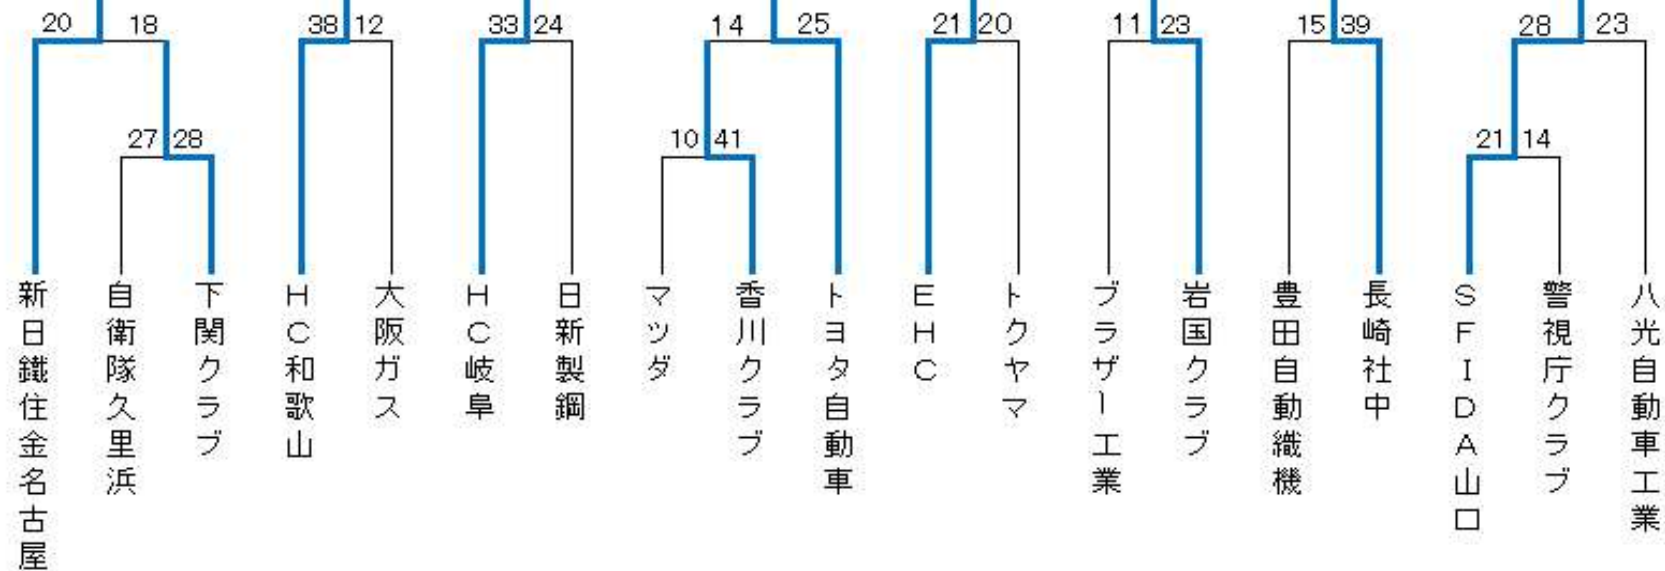 20 18 38 12 33 24 14 25 21 20 11 23 15 39 28 23
27 28 10 41 21 14
新日鐵住金名古屋
自衛隊久里浜
下関クラブ
HC和歌山
大阪ガス
HC岐阜
日新製鋼
マツダ
香川クラブ
トヨタ自動車
EHC
トクヤマ
ブラザー工業
岩国クラブ
豊田自動織機
長崎社中
SFIDA山口
警視庁クラブ
八光自動車工業